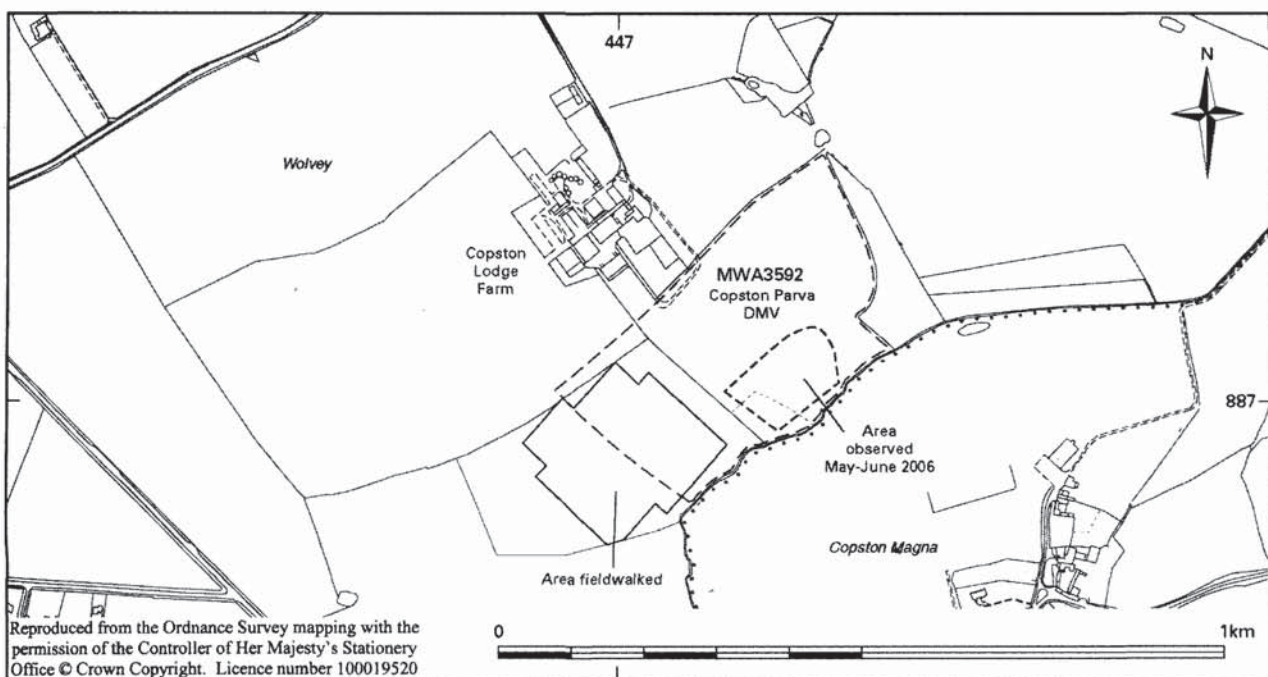 447
N
Wolvey
Copston
Lodge
Farm
MWA3592
Copston Parva
DMV
887
Area
observed
May-June 2006
Copston Magna
Area fieldwalked
Reproduced from the Ordnance Survey mapping with the
permission of the Controller of Her Majesty's Stationery
Office © Crown Copyright. Licence number 100019520
0
1km